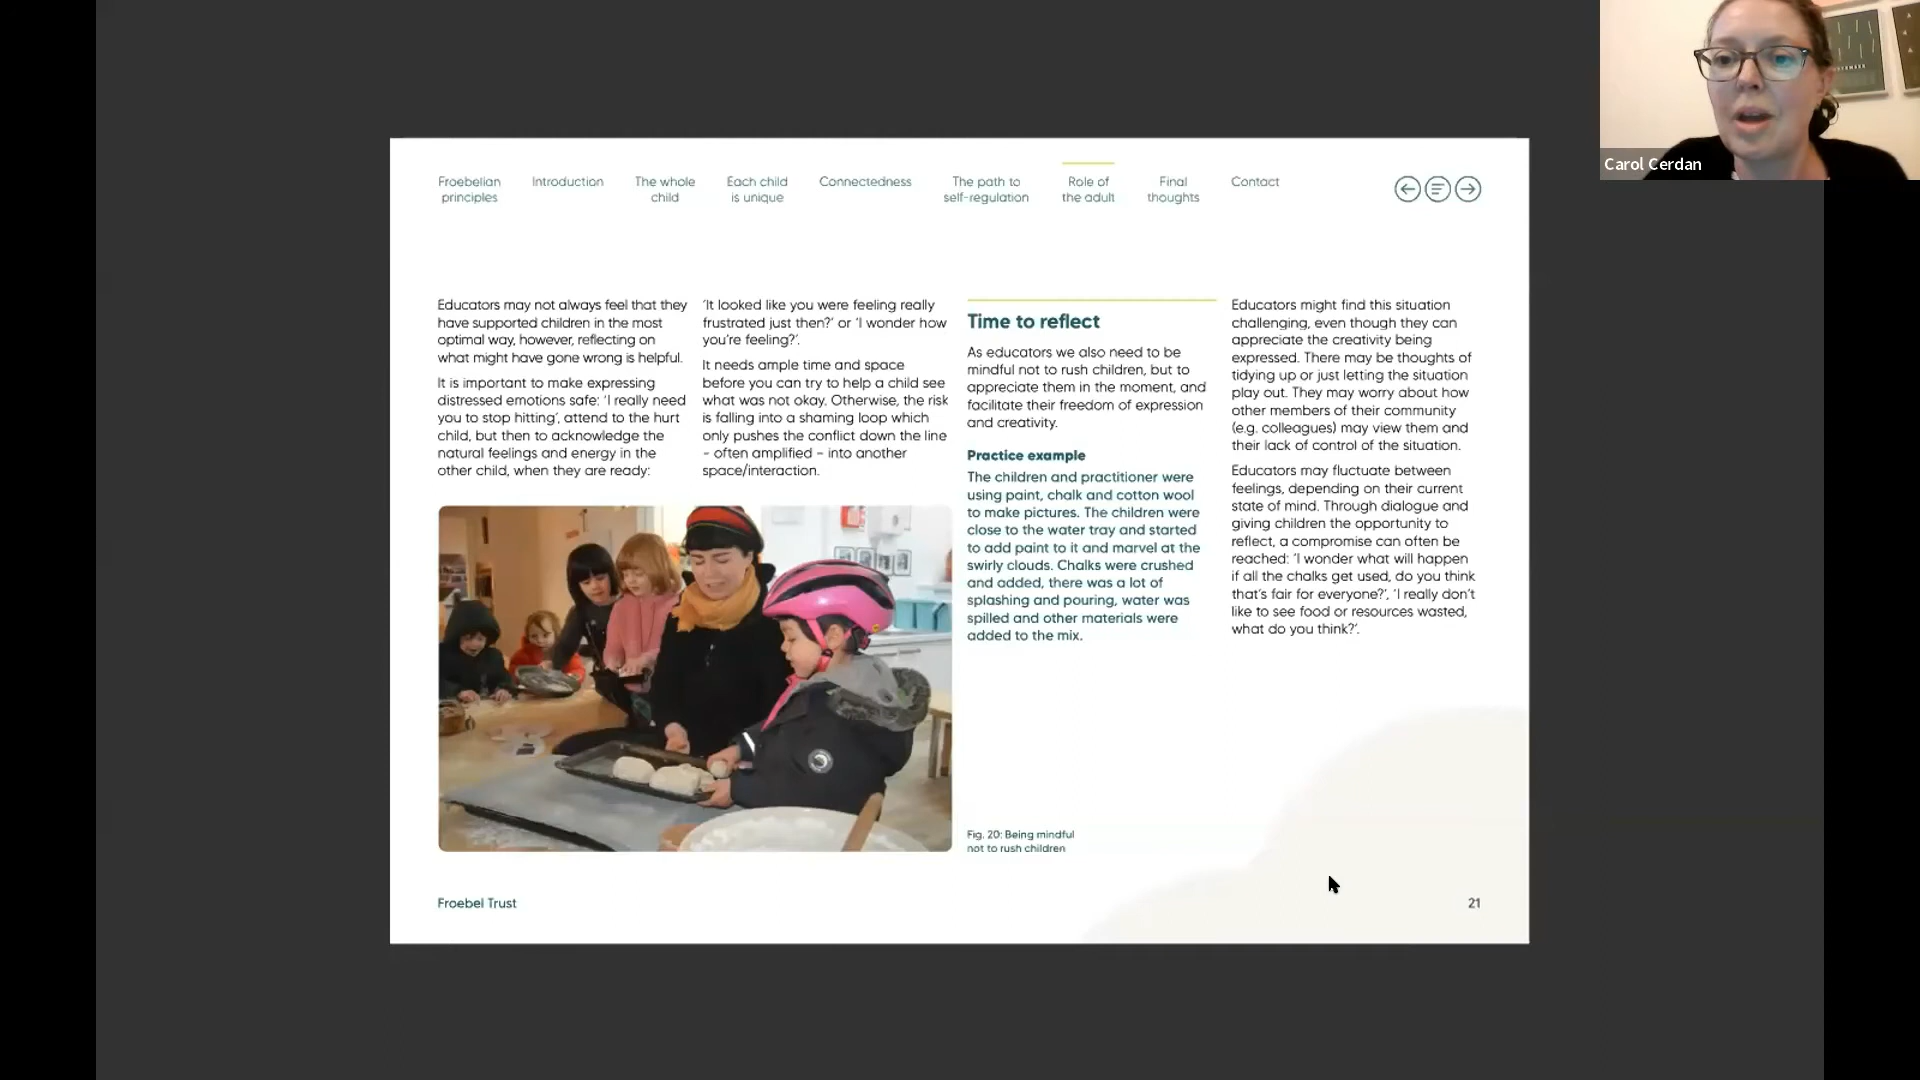 Carol Cerdan
Froebelian
principles
Introduction
The whole
child
Each child
is unique
Connectedness
The path to
self-regulation
Role of
the adult
Final
thoughts
Contact
Educators may not always feel that they
have supported children in the most
optimal way, however, reflecting on
what might have gone wrong is helpful.
It is important to make expressing
distressed emotions safe: ‘I really need
you to stop hitting’, attend to the hurt
child, but then to acknowledge the
natural feelings and energy in the
other child, when they are ready:
‘It looked like you were feeling really
frustrated just then?’ or ‘I wonder how
you’re feeling?’.
It needs ample time and space
before you can try to help a child see
what was not okay. Otherwise, the risk
is falling into a shaming loop which
only pushes the conflict down the line
– often amplified – into another
space/interaction.
Time to reflect
As educators we also need to be
mindful not to rush children, but to
appreciate them in the moment, and
facilitate their freedom of expression
and creativity.
Practice example
The children and practitioner were
using paint, chalk and cotton wool
to make pictures. The children were
close to the water tray and started
to add paint to it and marvel at the
swirly clouds. Chalks were crushed
and added, there was a lot of
splashing and pouring, water was
spilled and other materials were
added to the mix.
Fig. 20: Being mindful
not to rush children
Educators might find this situation
challenging, even though they can
appreciate the creativity being
expressed. There may be thoughts of
tidying up or just letting the situation
play out. They may worry about how
other members of their community
(e.g. colleagues) may view them and
their lack of control of the situation.
Educators may fluctuate between
feelings, depending on their current
state of mind. Through dialogue and
giving children the opportunity to
reflect, a compromise can often be
reached: ‘I wonder what will happen
if all the chalks get used, do you think
that’s fair for everyone?’, ‘I really don’t
like to see food or resources wasted,
what do you think?’.
Froebel Trust
21